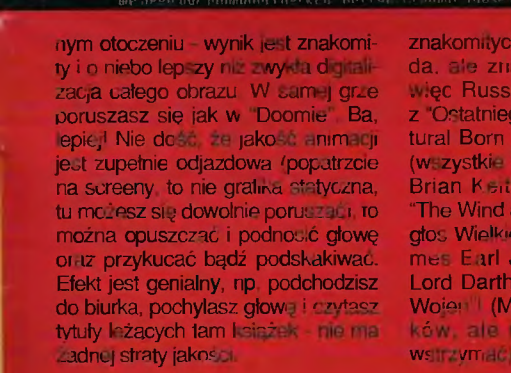 nym otoczeniu - wynik jest znakomi-
ty i o niebo lepszy niż zwykła digitali-
zacja całego obrazu. W samej grze
poruszasz się jak w "Doomie". Ba,
lepiej! Nie dość, że jakość animacji
jest zupełnie odjazdowa (popatrzcie
na screeny, to nie grafika statyczna,
tu możesz się dowolnie poruszać), to
można opuszczać i podnosić głowę
oraz przykucać bądź podskakiwać.
Efekt jest genialny, np. podchodzisz
do biurka, pochylasz głowę i czytasz
tytuły leżących tam książek - nie ma
żadnej straty jakości.
znakomityc
da, ale zn
więc Russ
z "Ostatnieg
tural Born
(wszystkie
Brian Keit
"The Wind
głos Wielki
mes Earl
Lord Darth
Wojen") (M
ków, ale
wstrzymać,